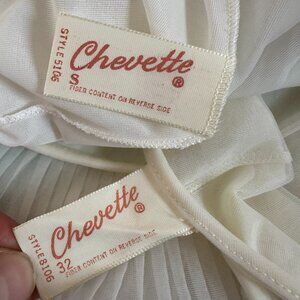 STYLE 5106
Chevette ®
S
FIBER CONTENT ON REVERSE SIDE
STYLE 8106
Chevette ®
32
FIBER CONTENT ON REVERSE SIDE